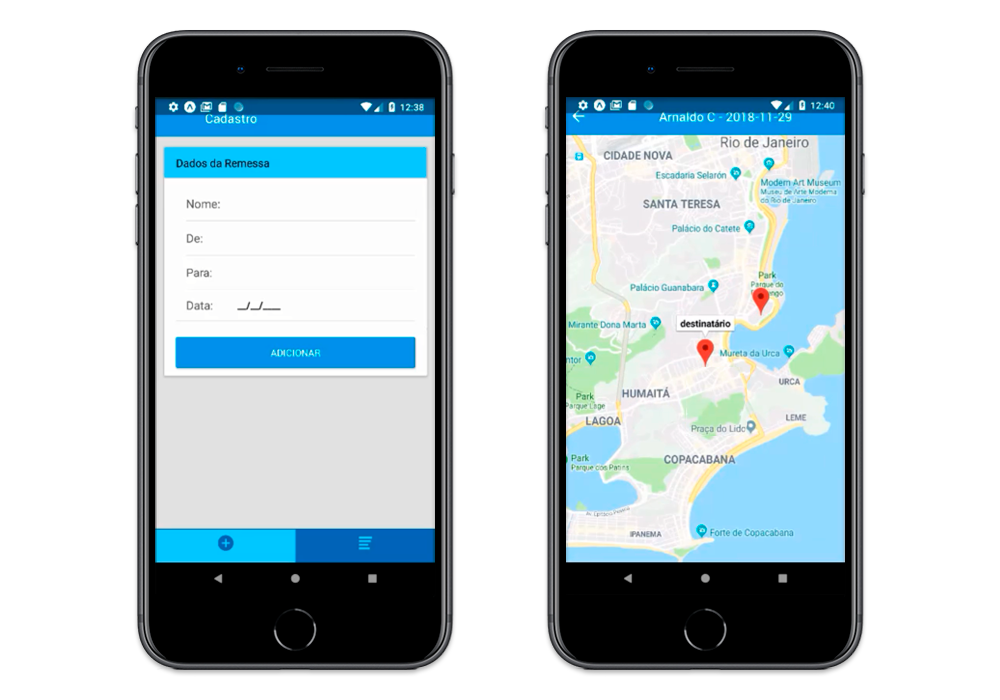 12:38
Cadastro
Dados da Remessa
Nome:
De:
Para:
Data: _/_/__
ADICIONAR
12:40
Arnaldo C - 2018-11-29
Rio de Janeiro
CIDADE NOVA
Escadaria Selarón
Modern Art Museum
Museu de Arte Moderna
do Rio de Janeiro
SANTA TERESA
Palácio do Catete
Park
Parque do
Palácio Guanabara
Mirante Dona Marta
destinatário
Mureta da Urca
ntor
URCA
HUMAITÁ
Park
Parque Lage
LAGOA
LEME
Praça do Lido
Park
Parque dos Patins
COPACABANA
IPANEMA
Forte de Copacabana